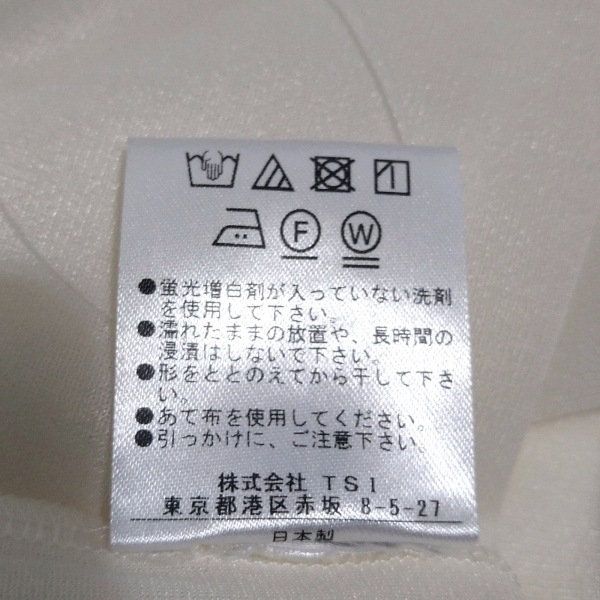 F W
●蛍光増白剤が入っていない洗剤
を使用して下さい。
●濡れたままの放置や、長時間の
浸漬はしないで下さい。
●形をととのえてから干して下さ
い。
●あて布を使用してください。
●引っかけに、ご注意下さい。
株式会社 TSI
東京都港区赤坂 8-5-27
日本製